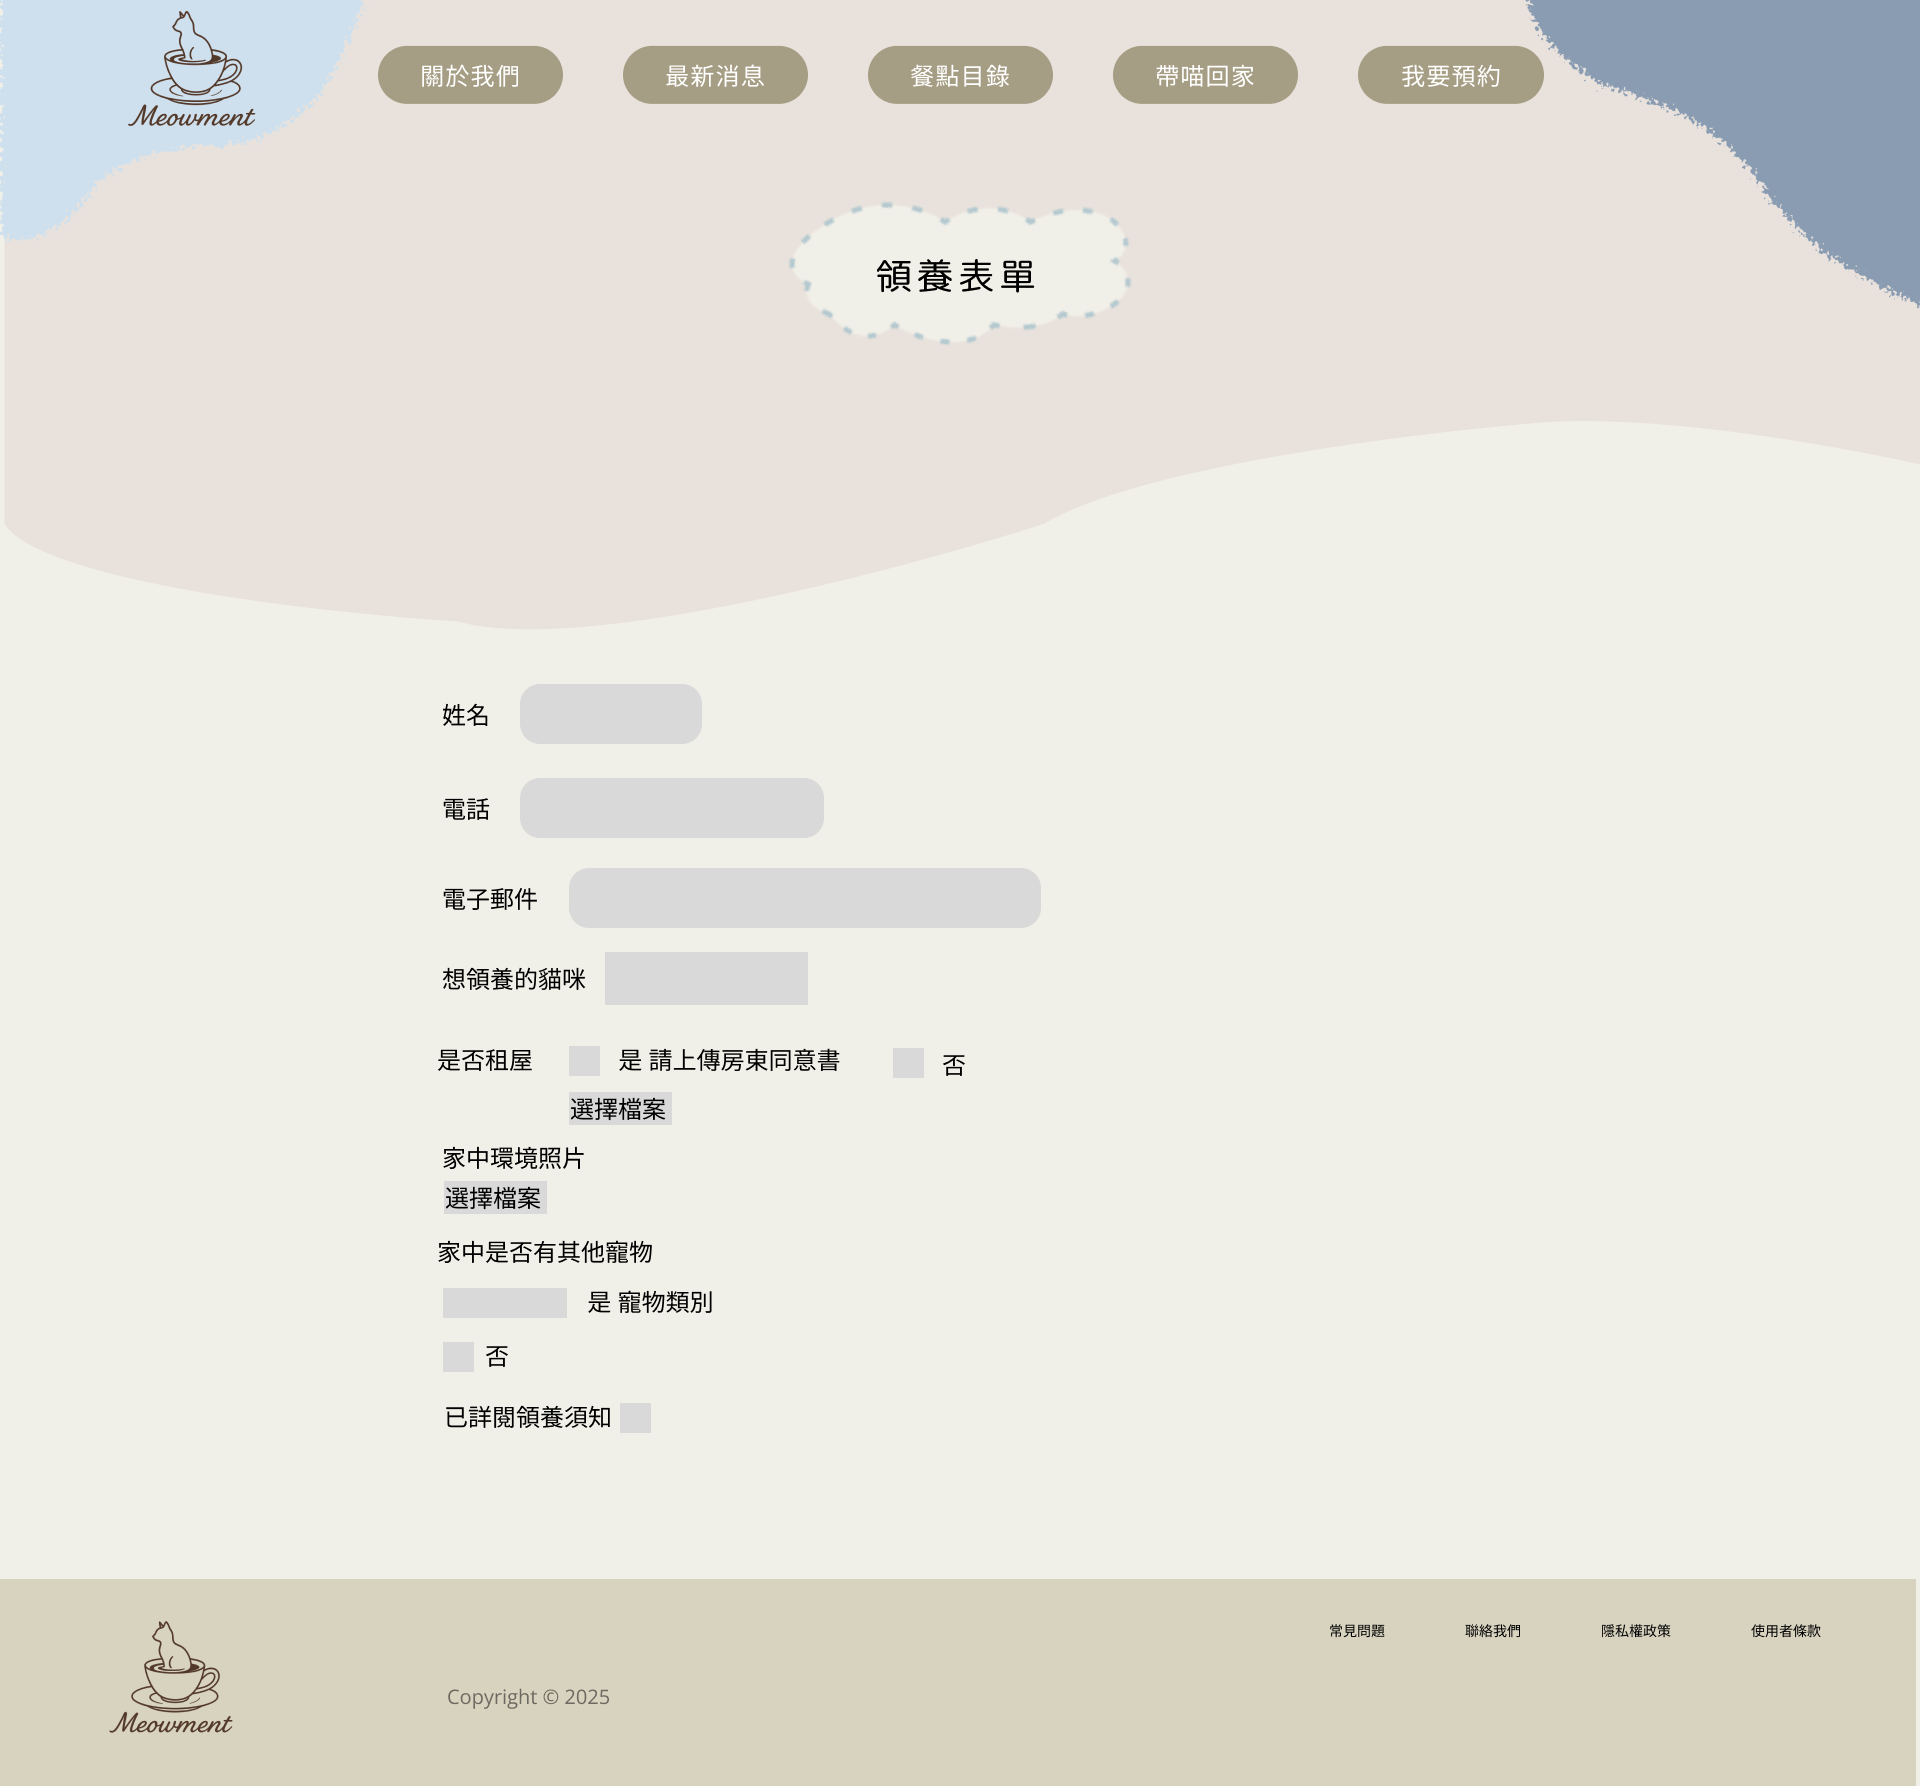 Meowment
關於我們
最新消息
餐點目錄
帶喵回家
我要預約
領養表單
姓名
電話
電子郵件
想領養的貓咪
是否租屋 是 請上傳房東同意書 否
選擇檔案
家中環境照片
選擇檔案
家中是否有其他寵物
是 寵物類別
否
已詳閱領養須知
常見問題
聯絡我們
隱私權政策
使用者條款
Copyright © 2025
Meowment